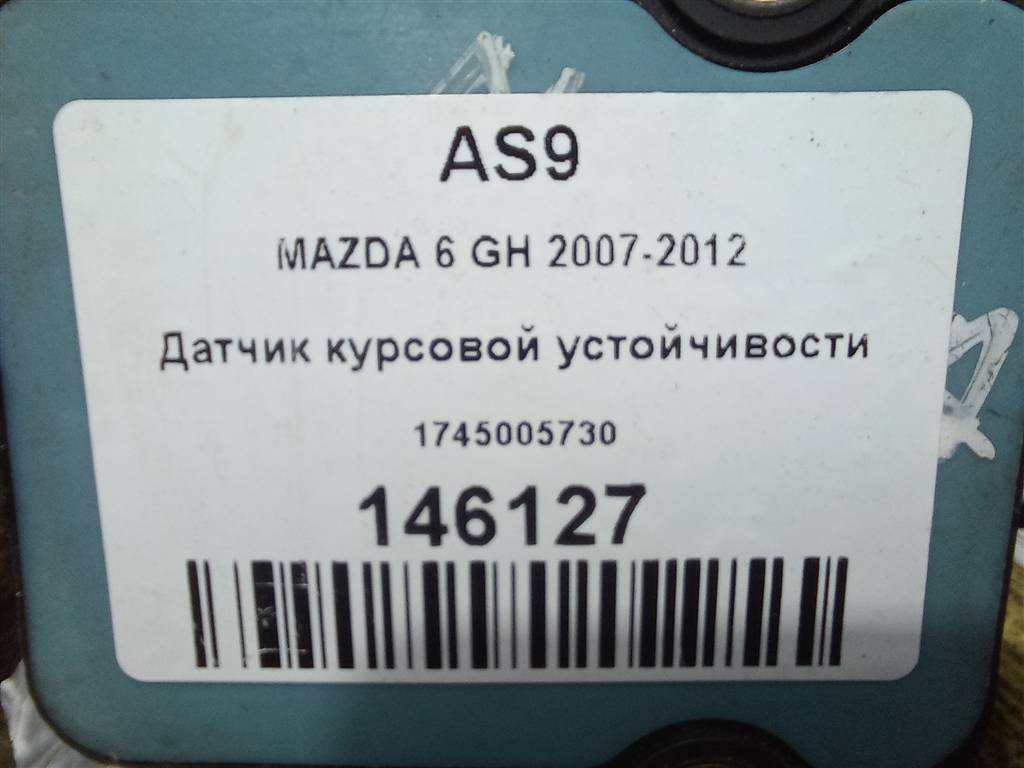 AS9
MAZDA 6 GH 2007-2012
Датчик курсовой устойчивости
1745005730
146127